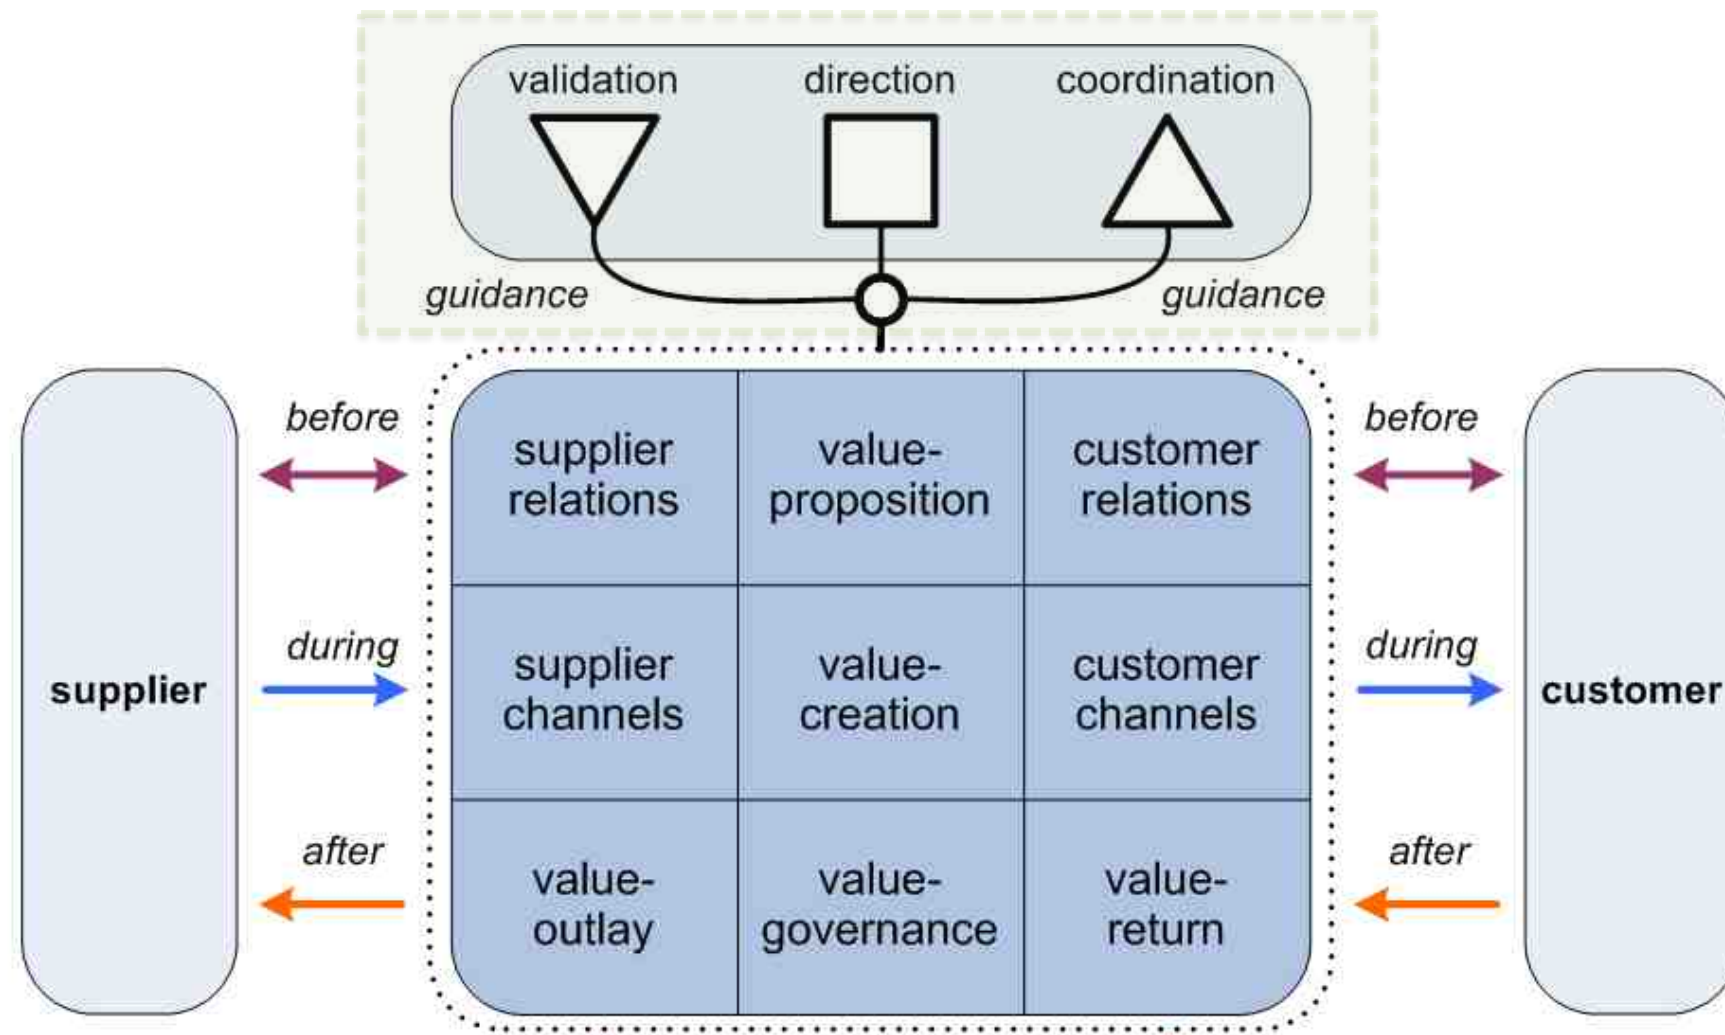 validation direction coordination
guidance guidance
before before
supplier value- customer
relations proposition relations
during during
supplier value- customer
channels creation channels
supplier customer
after after
value- value- value-
outlay governance return